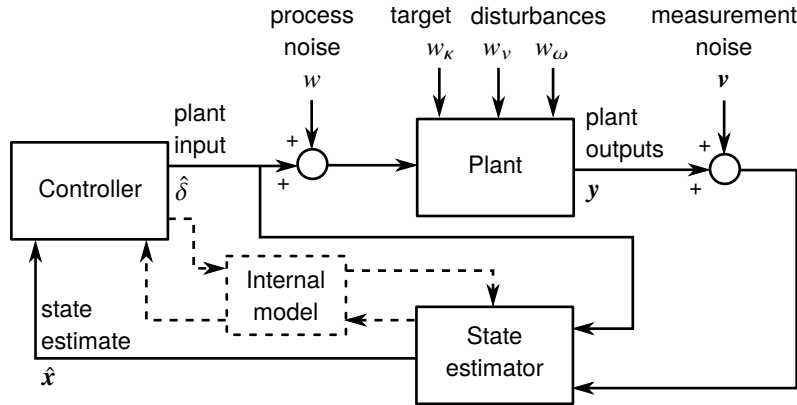 process
noise
w
target
w_κ
disturbances
w_ν w_ω
measurement
noise
v
plant
input
+
+
Controller
δ̂
Plant
plant
outputs
y
+
+
Internal
model
State
estimator
state
estimate
x̂